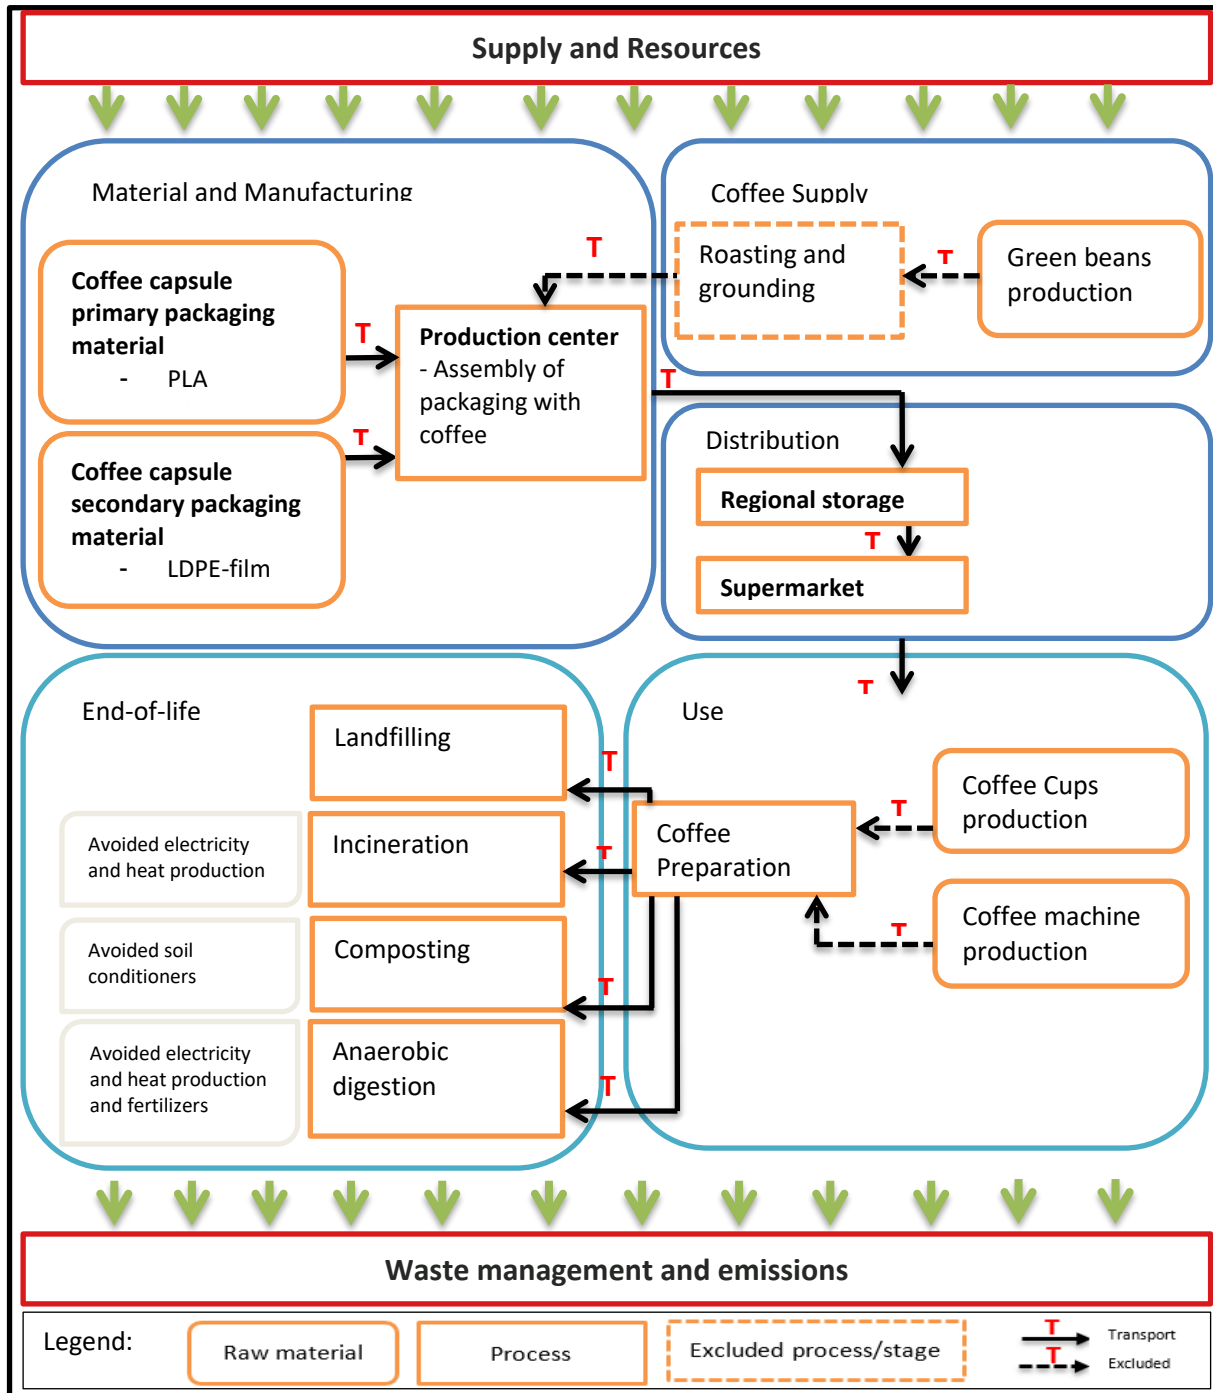 Supply and Resources
Material and Manufacturing
Coffee capsule
primary packaging
material
- PLA
T
Coffee capsule
secondary packaging
material
- LDPE-film
T
Production center
- Assembly of
packaging with
coffee
T
Coffee Supply
Roasting and
grounding
T
Green beans
production
T
Distribution
Regional storage
T
Supermarket
T
End-of-life
Landfilling
T
Avoided electricity
and heat production
Incineration
T
Avoided soil
conditioners
Composting
T
Avoided electricity
and heat production
and fertilizers
Anaerobic
digestion
T
Use
Coffee
Preparation
T
Coffee Cups
production
T
Coffee machine
production
Waste management and emissions
Legend:
Raw material
Process
Excluded process/stage
T
Transport
T
Excluded